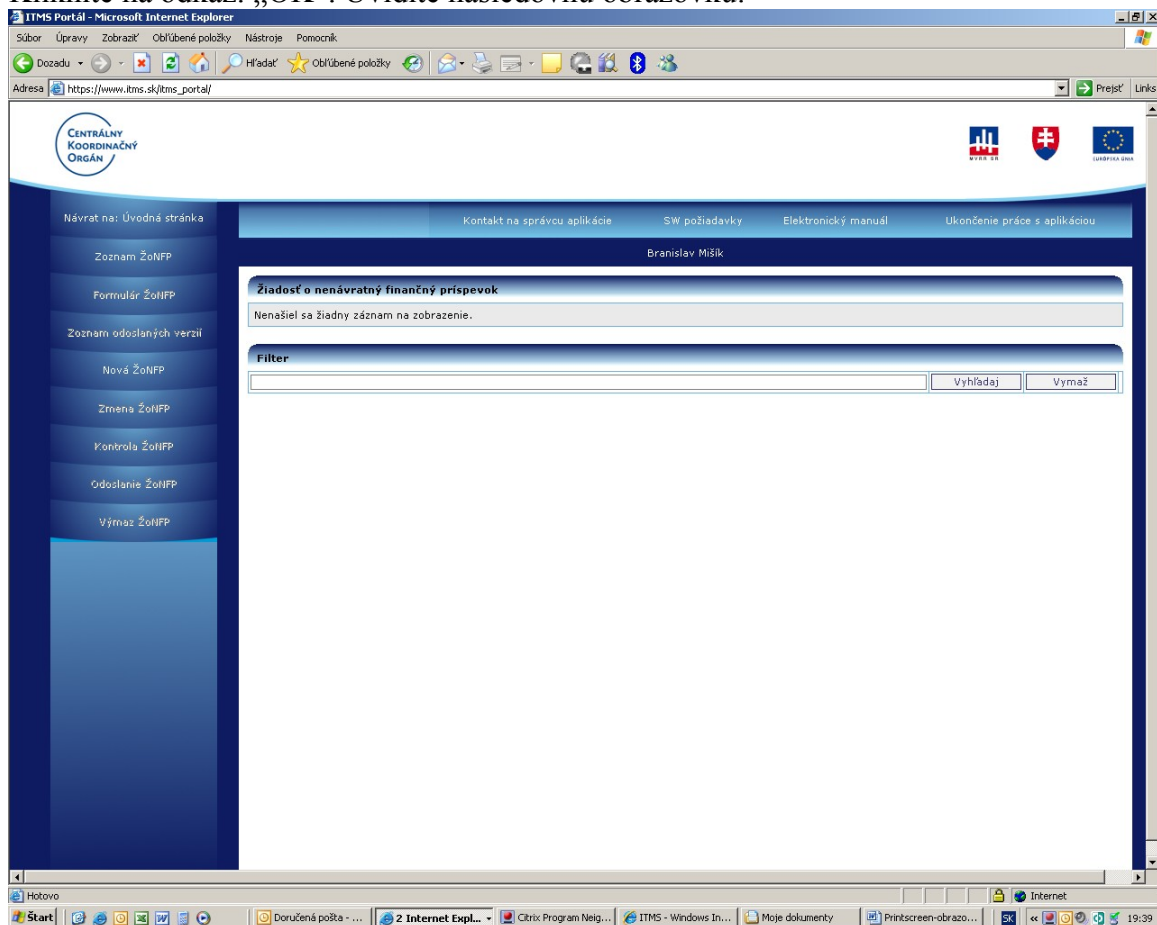 Kliknite na odkaz: „OK“. Uvidíte následovnú obrazovku:
ITMS Portál - Microsoft Internet Explorer
Súbor Úpravy Zobraziť Obľúbené položky Nástroje Pomocník
Dozadu Hľadať Obľúbené položky
Adresa https://www.itms.sk/itms_portal/ Prejsť Links
CENTRÁLNY
KOORDINAČNÝ
ORGÁN
MVRR SR EURÓPSKA ÚNIA
Návrat na: Úvodná stránka
Kontakt na správcu aplikácie SW požiadavky Elektronický manuál Ukončenie práce s aplikáciou
Zoznam ŽoNFP
Branislav Mišík
Formulár ŽoNFP
Žiadosť o nenávratný finančný príspevok
Nenašiel sa žiadny záznam na zobrazenie.
Zoznam odoslaných verzií
Filter
Nová ŽoNFP
Vyhľadaj Vymaž
Zmena ŽoNFP
Kontrola ŽoNFP
Odoslanie ŽoNFP
Výmaz ŽoNFP
Hotovo Internet
Štart Doručená pošta - ... 2 Internet Expl... Citrix Program Neig... ITMS - Windows In... Moje dokumenty Printscreen-obrazo... SK « 19:39